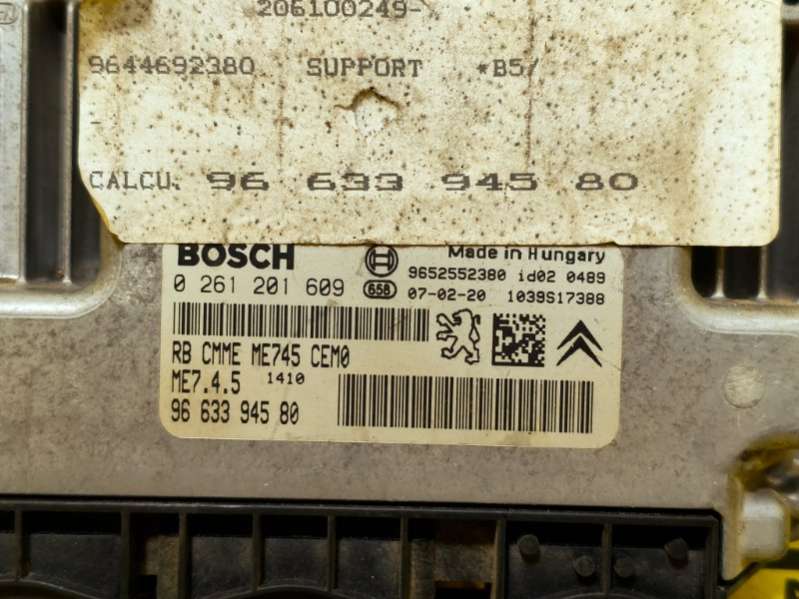 206100249-
9644692380 SUPPORT *B5/
-
CALCU. 96 633 945 80
BOSCH
Made in Hungary
9652552380 id02 0489
0 261 201 609
658 07-02-20 1039S17388
RB CMME ME745 CEM0
ME7.4.5 1410
96 633 945 80